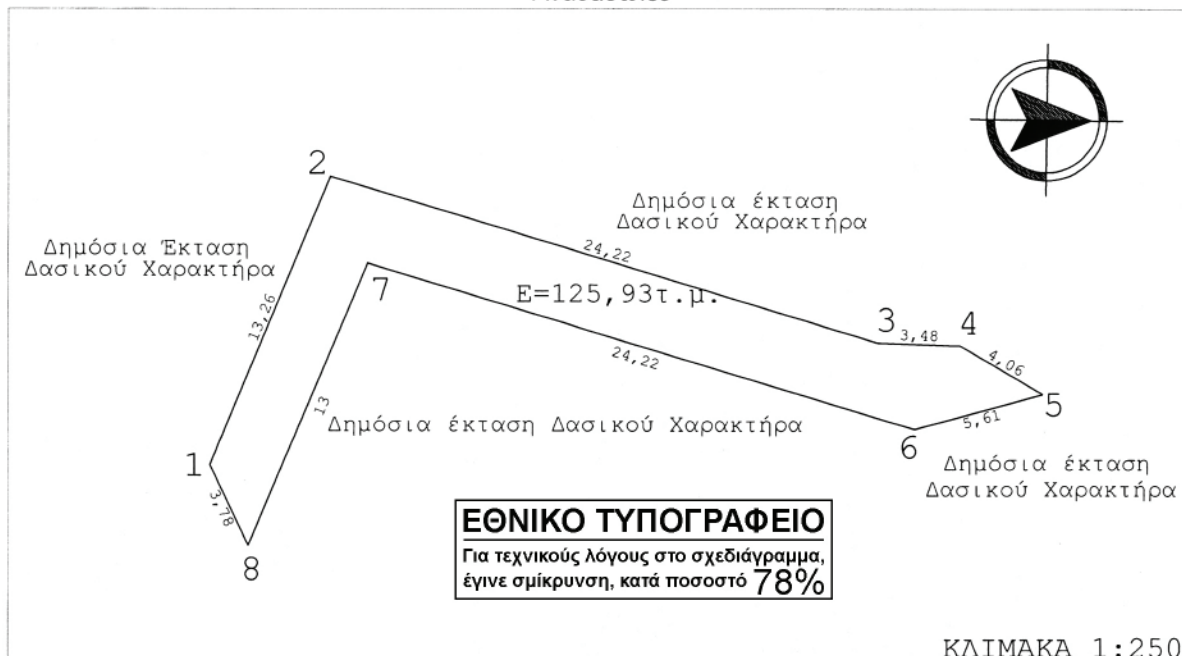 2
Δημόσια έκταση
Δασικού Χαρακτήρα
Δημόσια Έκταση
Δασικού Χαρακτήρα
24,22
7
E=125,93τ.μ.
13,26
3
3,48
4
4,06
24,22
13
5
Δημόσια έκταση Δασικού Χαρακτήρα
5,61
6
1
Δημόσια έκταση
Δασικού Χαρακτήρα
3,78
8
ΕΘΝΙΚΟ ΤΥΠΟΓΡΑΦΕΙΟ
Για τεχνικούς λόγους στο σχεδιάγραμμα,
έγινε σμίκρυνση, κατά ποσοστό 78%
ΚΛΙΜΑΚΑ 1:250